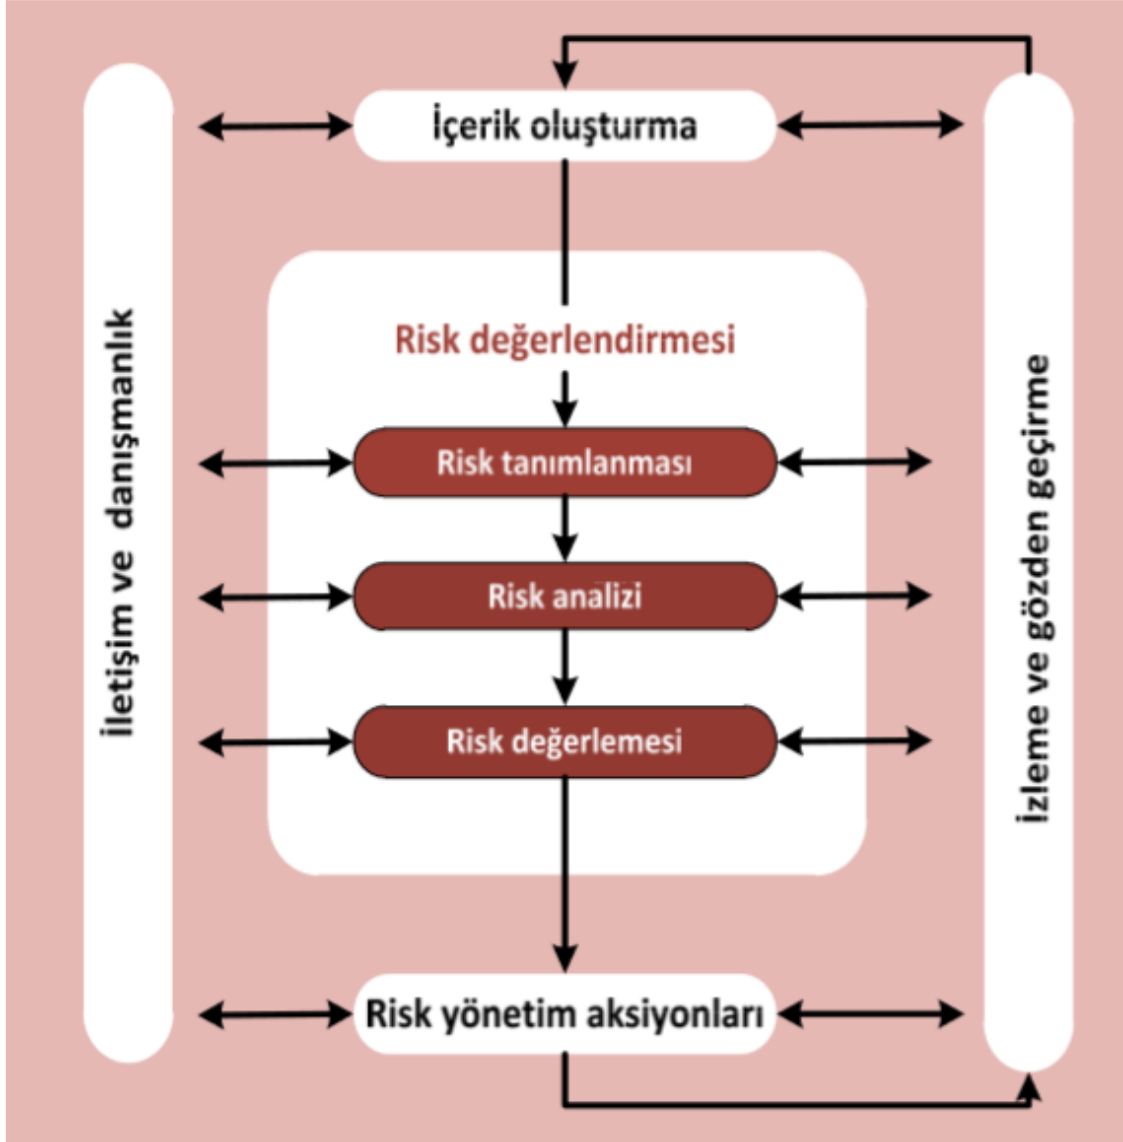 İçerik oluşturma
Risk değerlendirmesi
Risk tanımlanması
Risk analizi
Risk değerlemesi
Risk yönetim aksiyonları
İletişim ve danışmanlık
İzleme ve gözden geçirme